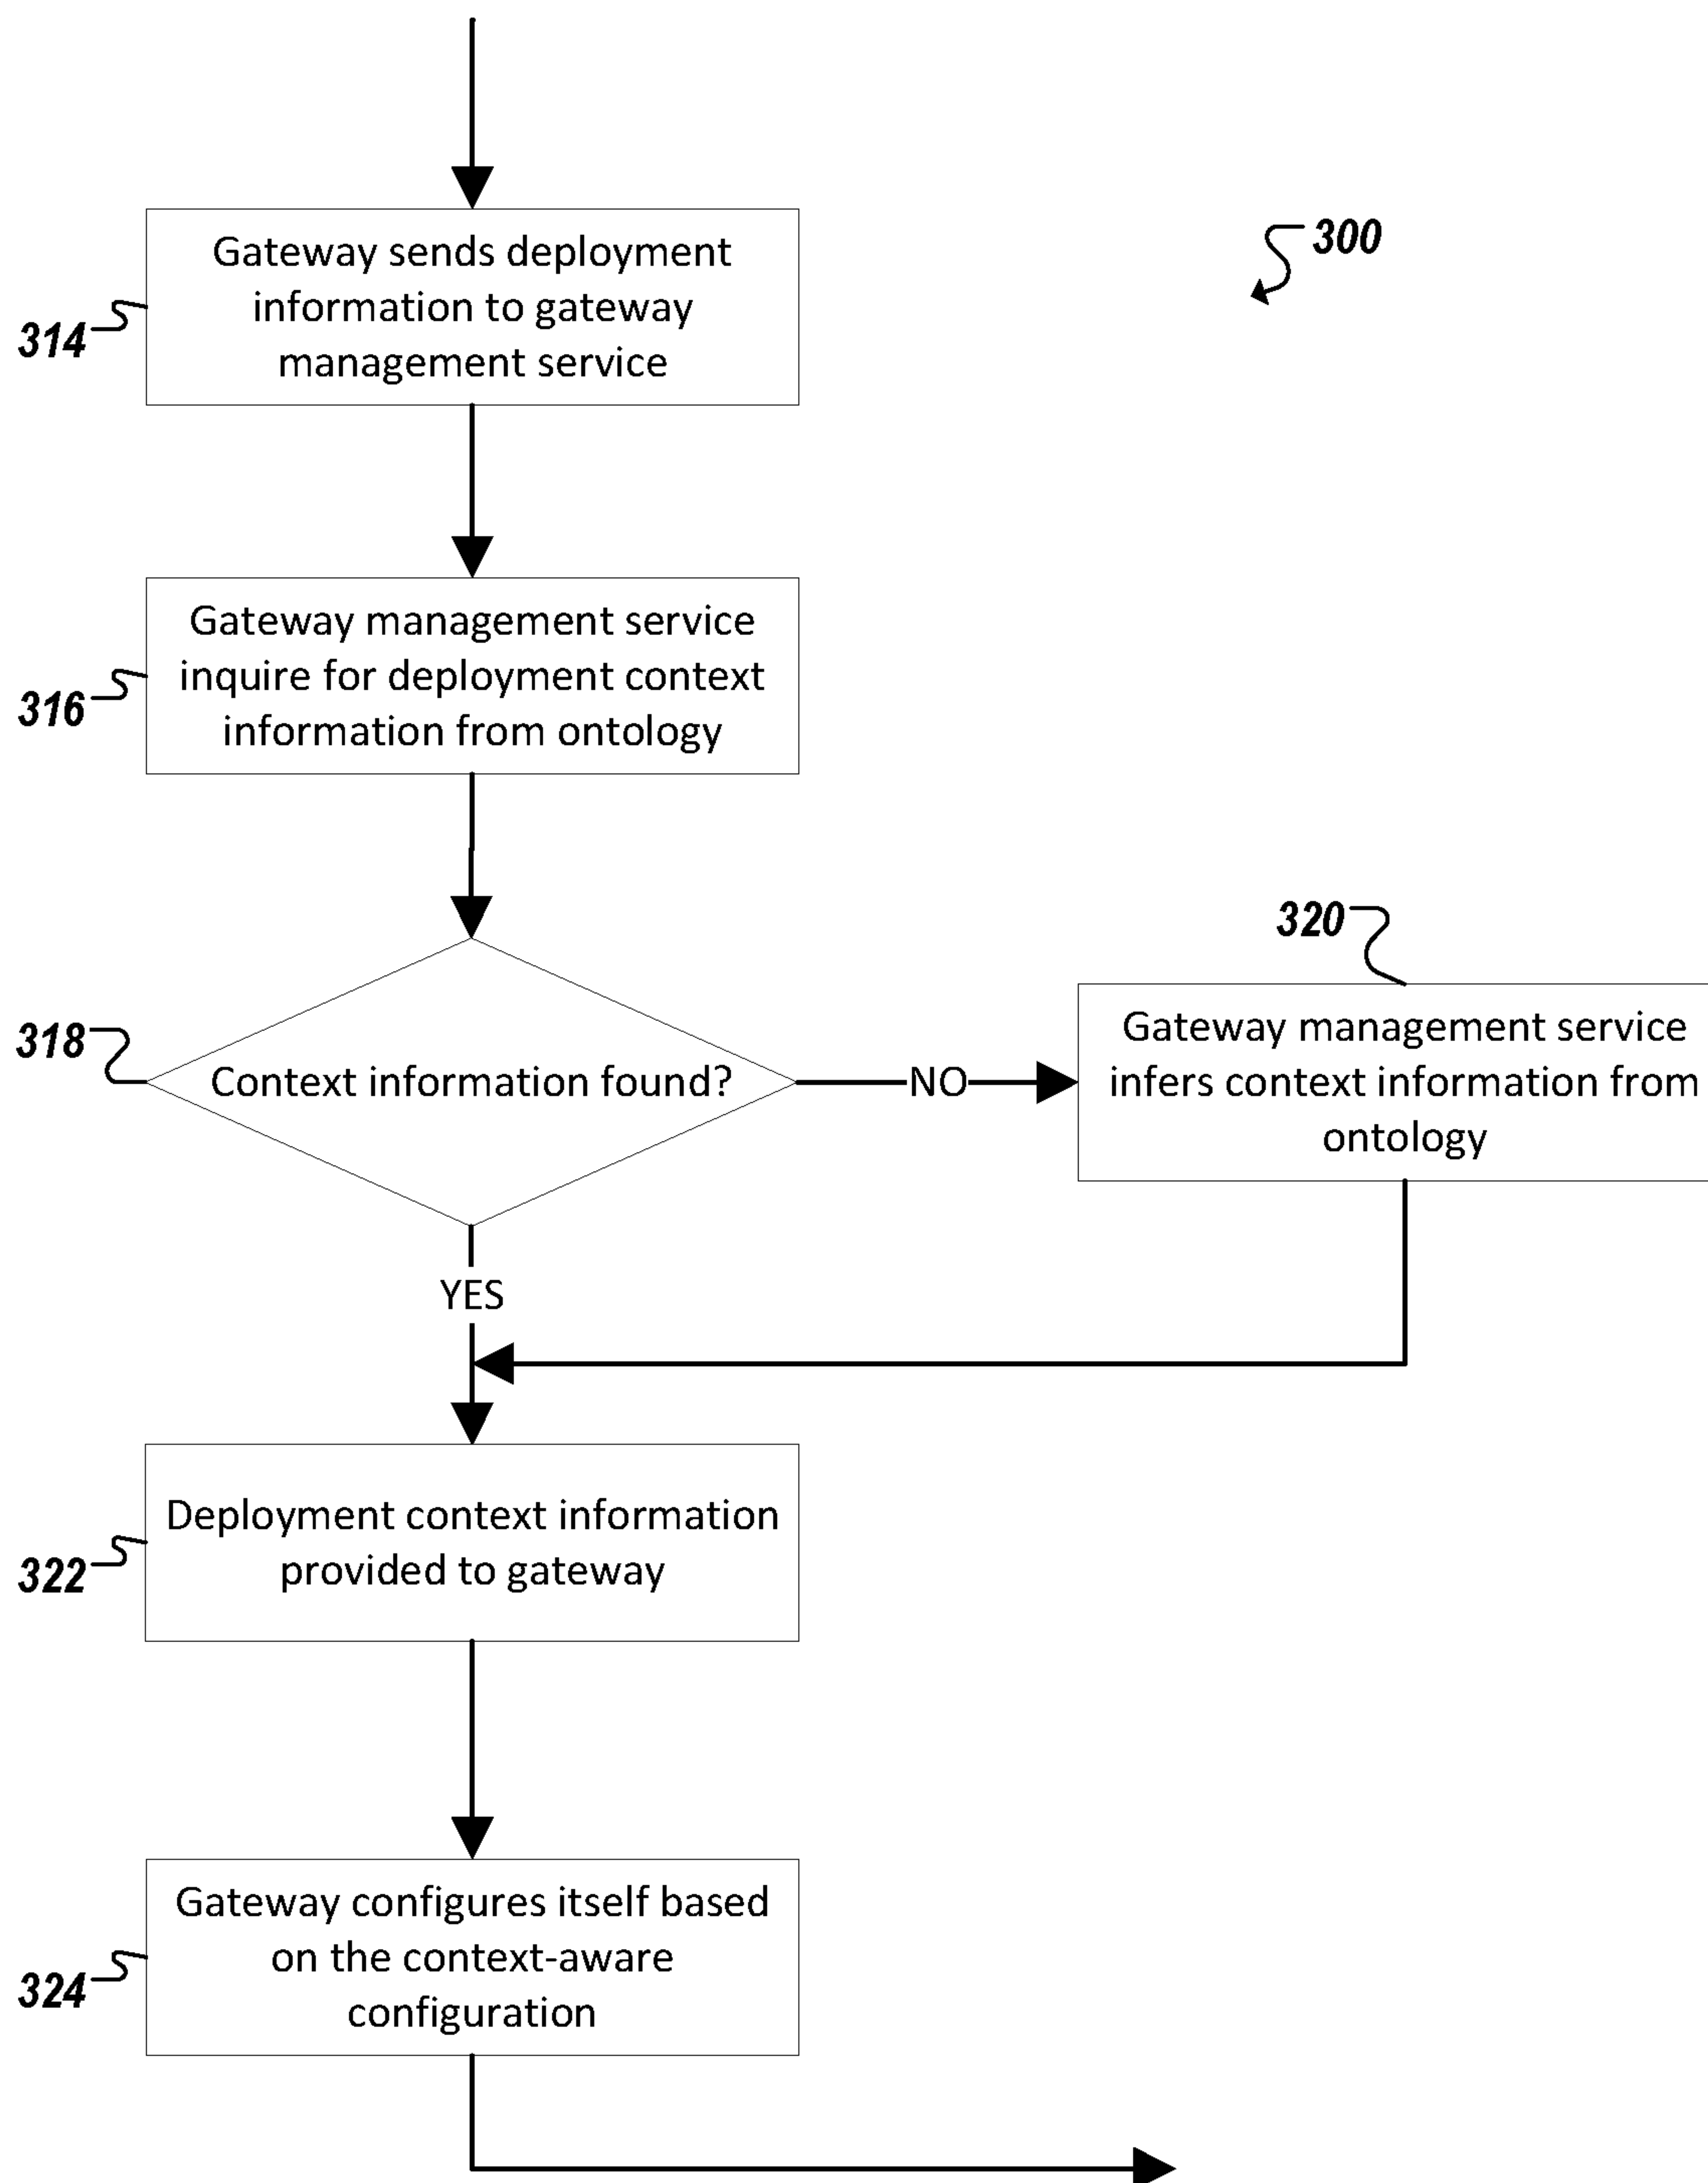 300
Gateway sends deployment
information to gateway
management service
314
Gateway management service
inquire for deployment context
information from ontology
316
318
Context information found?
NO
320
Gateway management service
infers context information from
ontology
YES
Deployment context information
provided to gateway
322
Gateway configures itself based
on the context-aware
configuration
324